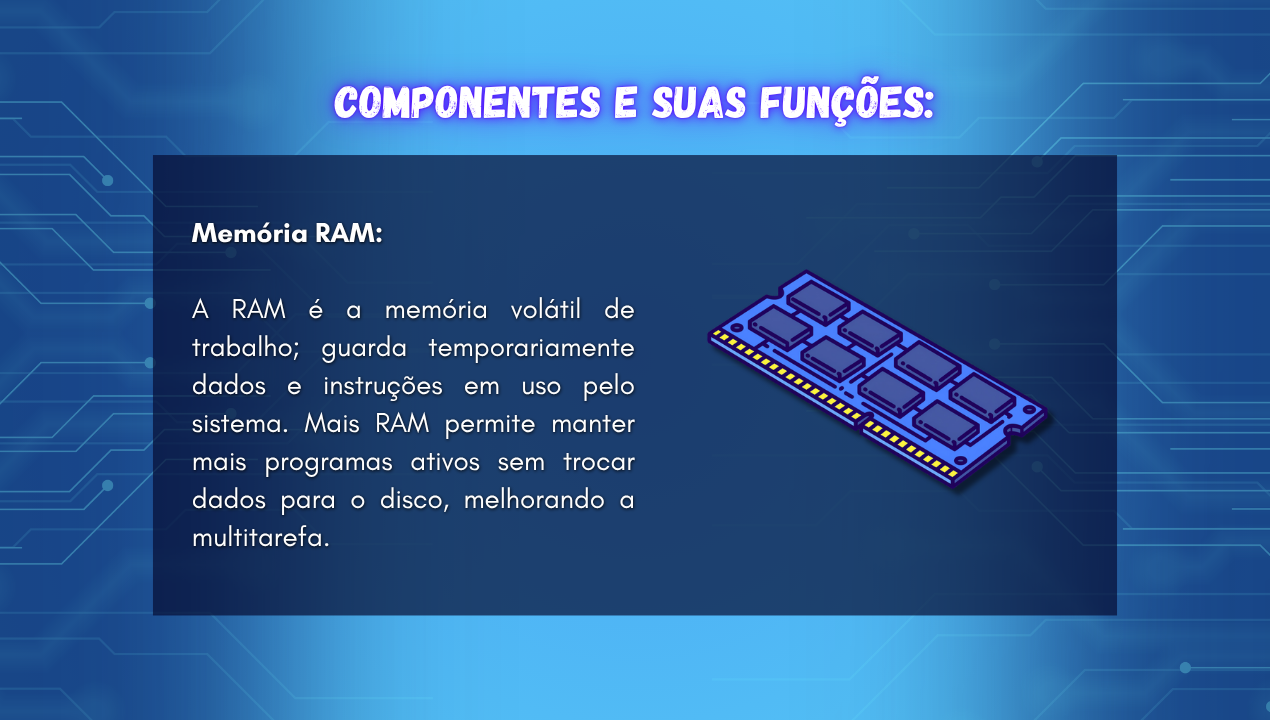 COMPONENTES E SUAS FUNÇÕES:
Memória RAM:
A RAM é a memória volátil de
trabalho; guarda temporariamente
dados e instruções em uso pelo
sistema. Mais RAM permite manter
mais programas ativos sem trocar
dados para o disco, melhorando a
multitarefa.